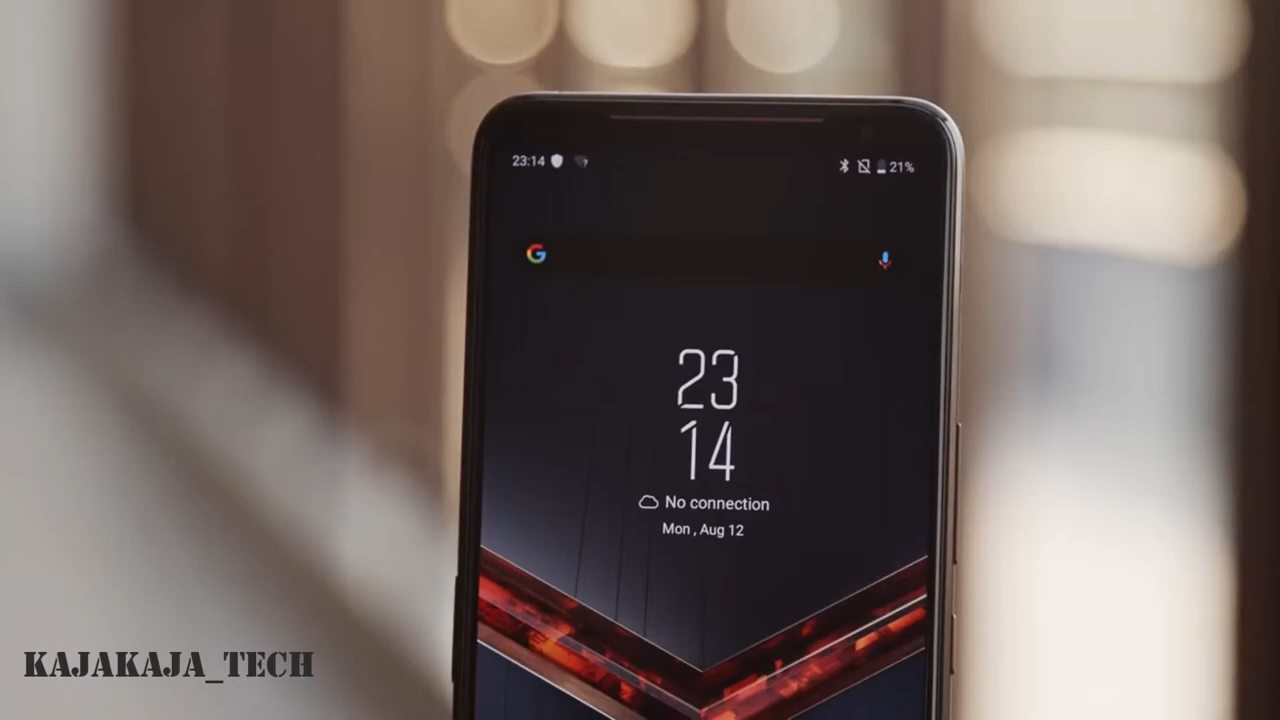 23:14
? 21%
G
23
14
No connection
Mon , Aug 12
KAJAKAJA_TECH